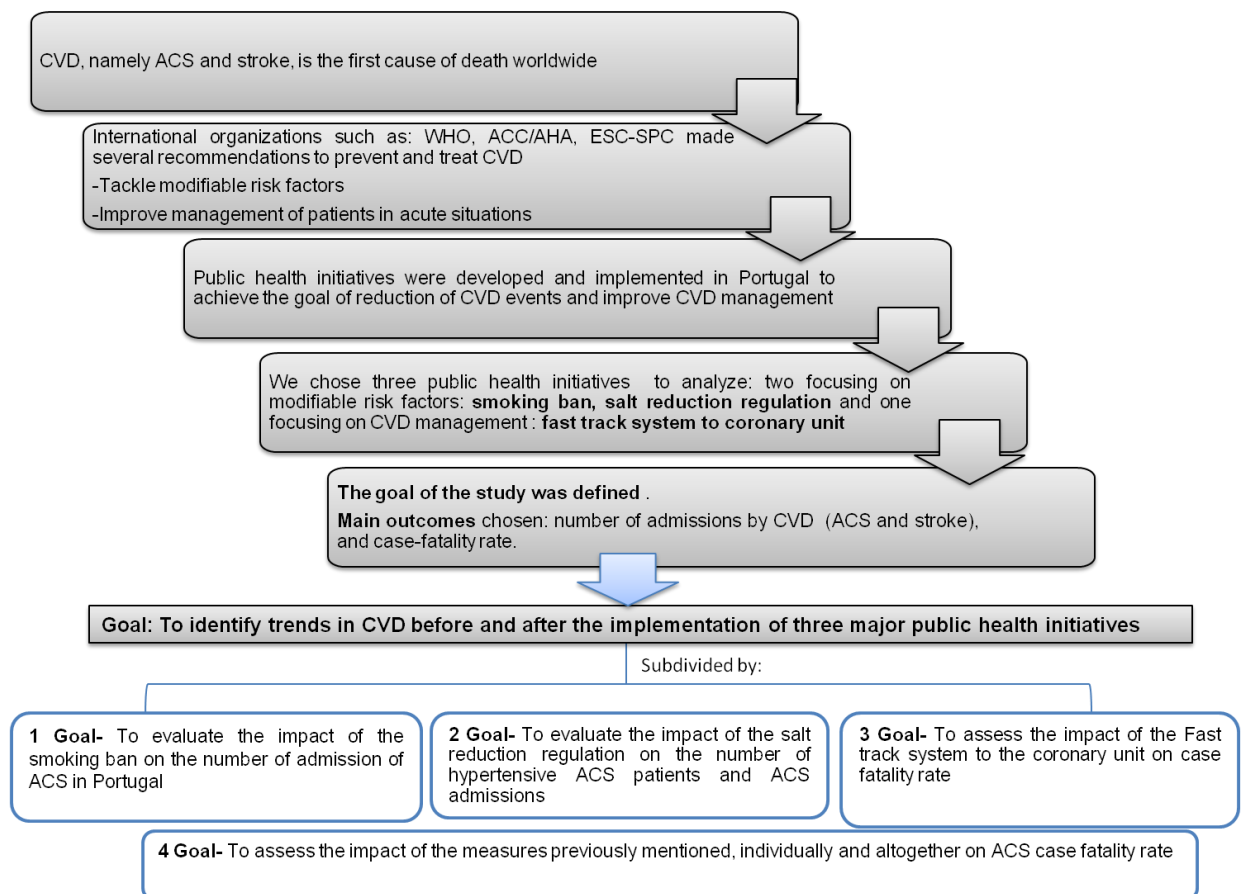 CVD, namely ACS and stroke, is the first cause of death worldwide
International organizations such as: WHO, ACC/AHA, ESC-SPC made
several recommendations to prevent and treat CVD
-Tackle modifiable risk factors
-Improve management of patients in acute situations
Public health initiatives were developed and implemented in Portugal to
achieve the goal of reduction of CVD events and improve CVD management
We chose three public health initiatives to analyze: two focusing on
modifiable risk factors: smoking ban, salt reduction regulation and one
focusing on CVD management : fast track system to coronary unit
The goal of the study was defined .
Main outcomes chosen: number of admissions by CVD (ACS and stroke),
and case-fatality rate.
Goal: To identify trends in CVD before and after the implementation of three major public health initiatives
Subdivided by:
1 Goal- To evaluate the impact of the
smoking ban on the number of admission of
ACS in Portugal
2 Goal- To evaluate the impact of the salt
reduction regulation on the number of
hypertensive ACS patients and ACS
admissions
3 Goal- To assess the impact of the Fast
track system to the coronary unit on case
fatality rate
4 Goal- To assess the impact of the measures previously mentioned, individually and altogether on ACS case fatality rate